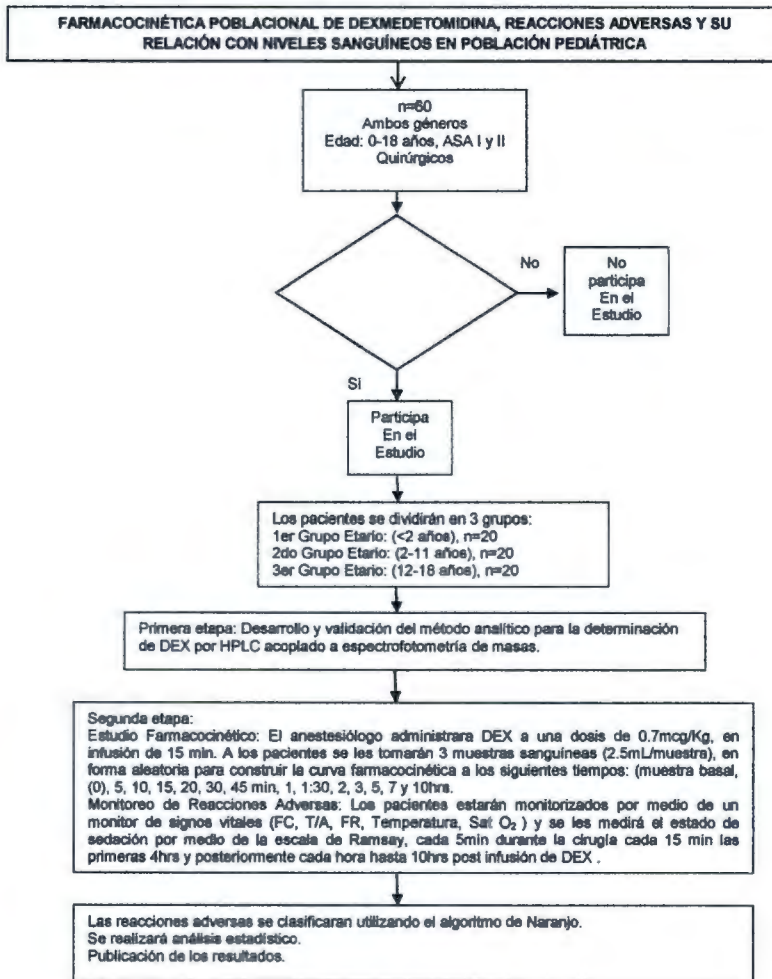 FARMACOCINÉTICA POBLACIONAL DE DEXMEDETOMIDINA, REACCIONES ADVERSAS Y SU
RELACIÓN CON NIVELES SANGUÍNEOS EN POBLACIÓN PEDIÁTRICA
n=60
Ambos géneros
Edad: 0-18 años, ASA I y II
Quirúrgicos
No
No
participa
En el
Estudio
Si
Participa
En el
Estudio
Los pacientes se dividirán en 3 grupos:
1er Grupo Etario: (<2 años), n=20
2do Grupo Etario: (2-11 años), n=20
3er Grupo Etario: (12-18 años), n=20
Primera etapa: Desarrollo y validación del método analítico para la determinación
de DEX por HPLC acoplado a espectrofotometría de masas.
Segunda etapa:
Estudio Farmacocinético: El anestesiólogo administrara DEX a una dosis de 0.7mcg/Kg, en
infusión de 15 min. A los pacientes se les tomarán 3 muestras sanguíneas (2.5mL/muestra), en
forma aleatoria para construir la curva farmacocinética a los siguientes tiempos: (muestra basal,
(0), 5, 10, 15, 20, 30, 45 min, 1, 1:30, 2, 3, 5, 7 y 10hrs.
Monitoreo de Reacciones Adversas: Los pacientes estarán monitorizados por medio de un
monitor de signos vitales (FC, T/A, FR, Temperatura, Sat O₂ ) y se les medirá el estado de
sedación por medio de la escala de Ramsay, cada 5min durante la cirugía cada 15 min las
primeras 4hrs y posteriormente cada hora hasta 10hrs post infusión de DEX .
Las reacciones adversas se clasificaran utilizando el algoritmo de Naranjo.
Se realizará análisis estadístico.
Publicación de los resultados.